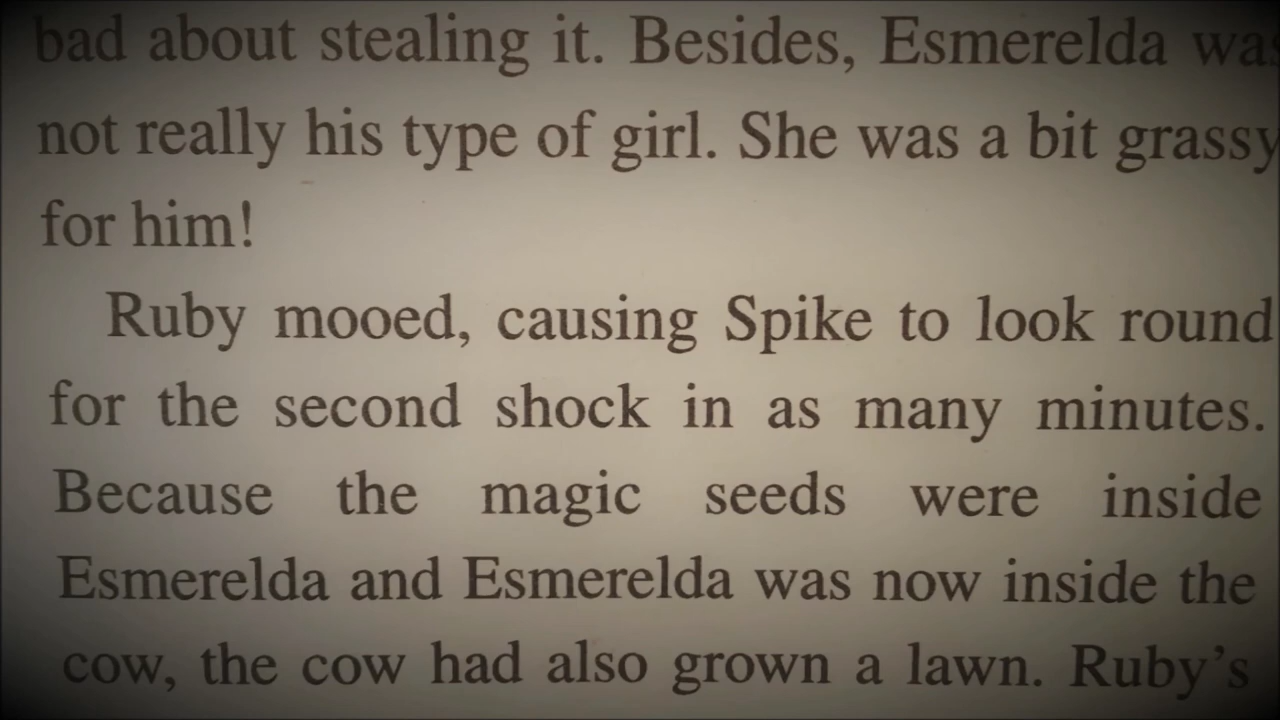 bad about stealing it. Besides, Esmerelda was
not really his type of girl. She was a bit grassy
for him!
Ruby mooed, causing Spike to look round
for the second shock in as many minutes.
Because the magic seeds were inside
Esmerelda and Esmerelda was now inside the
cow, the cow had also grown a lawn. Ruby’s